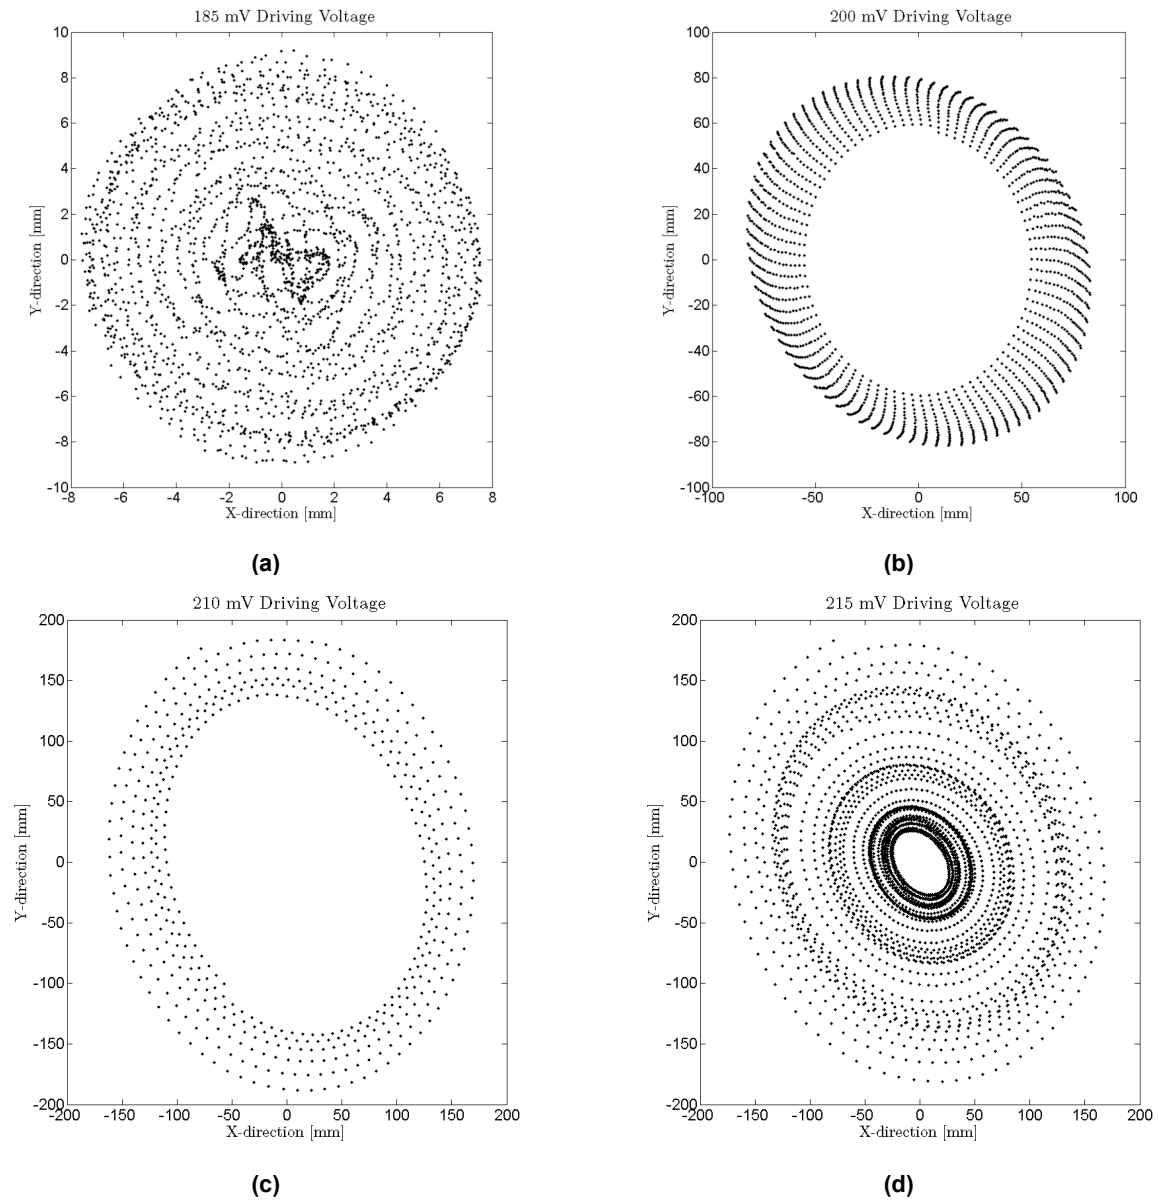 185 mV Driving Voltage
10
8
6
4
2
0
-2
-4
-6
-8
-10
-8 -6 -4 -2 0 2 4 6 8
X-direction [mm]
Y-direction [mm]
(a)
200 mV Driving Voltage
100
80
60
40
20
0
-20
-40
-60
80
-100
-100 -50 0 50 100
X-direction [mm]
Y-direction [mm]
(b)
210 mV Driving Voltage
200
150
100
50
0
-50
-100
-150
-200
-200 -150 -100 -50 0 50 100 150 200
X-direction [mm]
Y-direction [mm]
(c)
215 mV Driving Voltage
200
150
100
50
0
-50
-100
-150
-200
-200 -150 -100 -50 0 50 100 150 200
X-direction [mm]
Y-direction [mm]
(d)